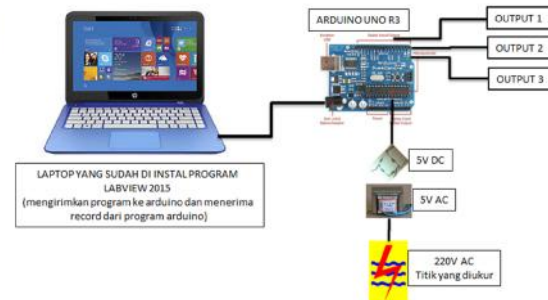 ARDUINO UNO R3
OUTPUT 1
OUTPUT 2
OUTPUT 3
LAPTOP YANG SUDAH DI INSTAL PROGRAM
LABVIEW 2015
(mengirimkan program ke arduino dan menerima
record dari program arduino)
5V DC
5V AC
220V AC
Titik yang diukur